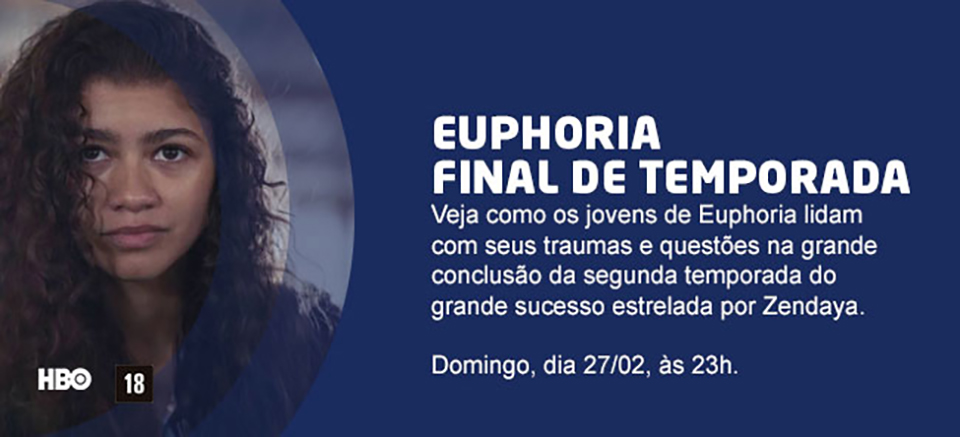 EUPHORIA
FINAL DE TEMPORADA
Veja como os jovens de Euphoria lidam
com seus traumas e questões na grande
conclusão da segunda temporada do
grande sucesso estrelada por Zendaya.
Domingo, dia 27/02, às 23h.
HBO 18